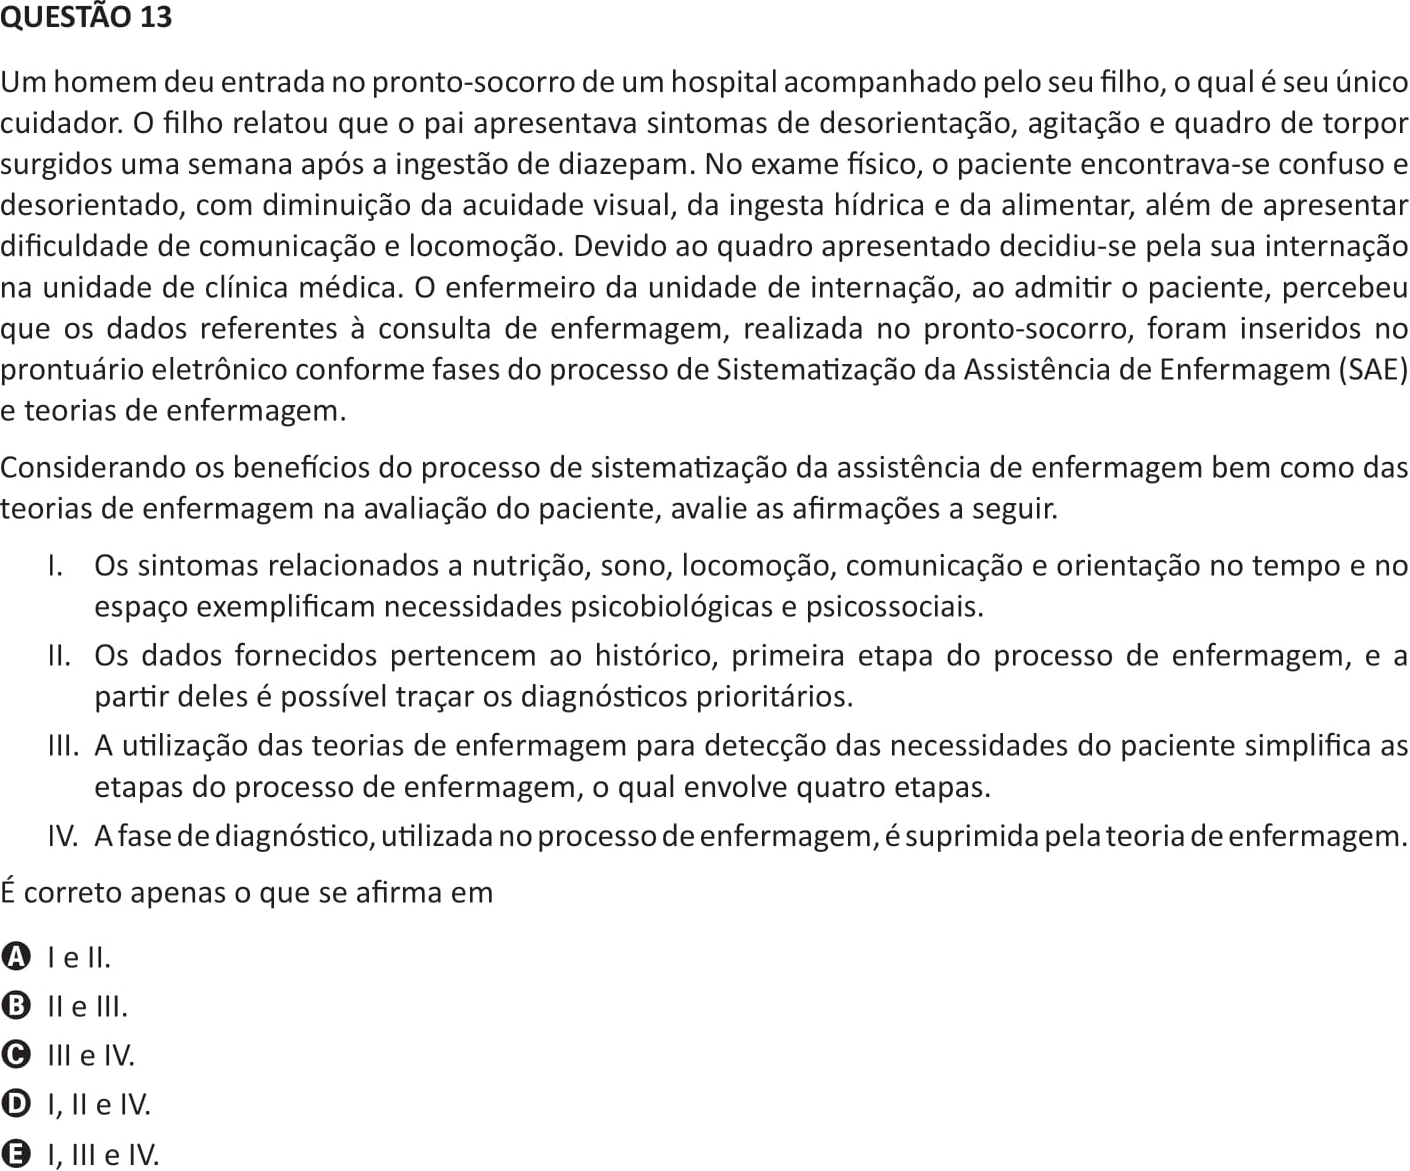 QUESTÃO 13
Um homem deu entrada no pronto-socorro de um hospital acompanhado pelo seu filho, o qual é seu único
cuidador. O filho relatou que o pai apresentava sintomas de desorientação, agitação e quadro de torpor
surgidos uma semana após a ingestão de diazepam. No exame físico, o paciente encontrava-se confuso e
desorientado, com diminuição da acuidade visual, da ingesta hídrica e da alimentar, além de apresentar
dificuldade de comunicação e locomoção. Devido ao quadro apresentado decidiu-se pela sua internação
na unidade de clínica médica. O enfermeiro da unidade de internação, ao admitir o paciente, percebeu
que os dados referentes à consulta de enfermagem, realizada no pronto-socorro, foram inseridos no
prontuário eletrônico conforme fases do processo de Sistematização da Assistência de Enfermagem (SAE)
e teorias de enfermagem.
Considerando os benefícios do processo de sistematização da assistência de enfermagem bem como das
teorias de enfermagem na avaliação do paciente, avalie as afirmações a seguir.
I. Os sintomas relacionados a nutrição, sono, locomoção, comunicação e orientação no tempo e no
espaço exemplificam necessidades psicobiológicas e psicossociais.
II. Os dados fornecidos pertencem ao histórico, primeira etapa do processo de enfermagem, e a
partir deles é possível traçar os diagnósticos prioritários.
III. A utilização das teorias de enfermagem para detecção das necessidades do paciente simplifica as
etapas do processo de enfermagem, o qual envolve quatro etapas.
IV. A fase de diagnóstico, utilizada no processo de enfermagem, é suprimida pela teoria de enfermagem.
É correto apenas o que se afirma em
A I e II.
B II e III.
C III e IV.
D I, II e IV.
E I, III e IV.